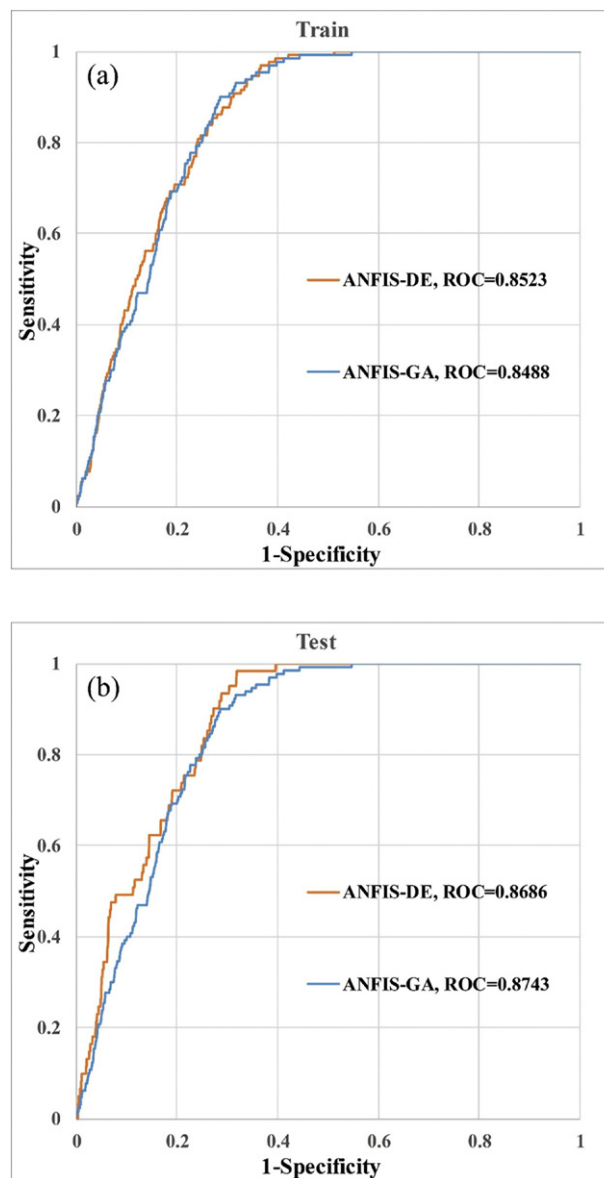 Train
(a)
1
0.8
0.6
0.4
0.2
0
Sensitivity
ANFIS-DE, ROC=0.8523
ANFIS-GA, ROC=0.8488
0 0.2 0.4 0.6 0.8 1
1-Specificity
Test
(b)
1
0.8
0.6
0.4
0.2
0
Sensitivity
ANFIS-DE, ROC=0.8686
ANFIS-GA, ROC=0.8743
0 0.2 0.4 0.6 0.8 1
1-Specificity